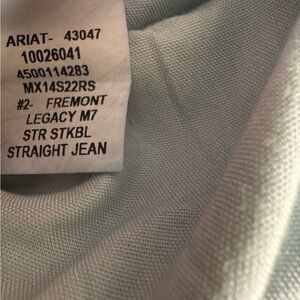 ARIAT- 43047
10026041
4500114283
MX14S22RS
#2- FREMONT
LEGACY M7
STR STKBL
STRAIGHT JEAN